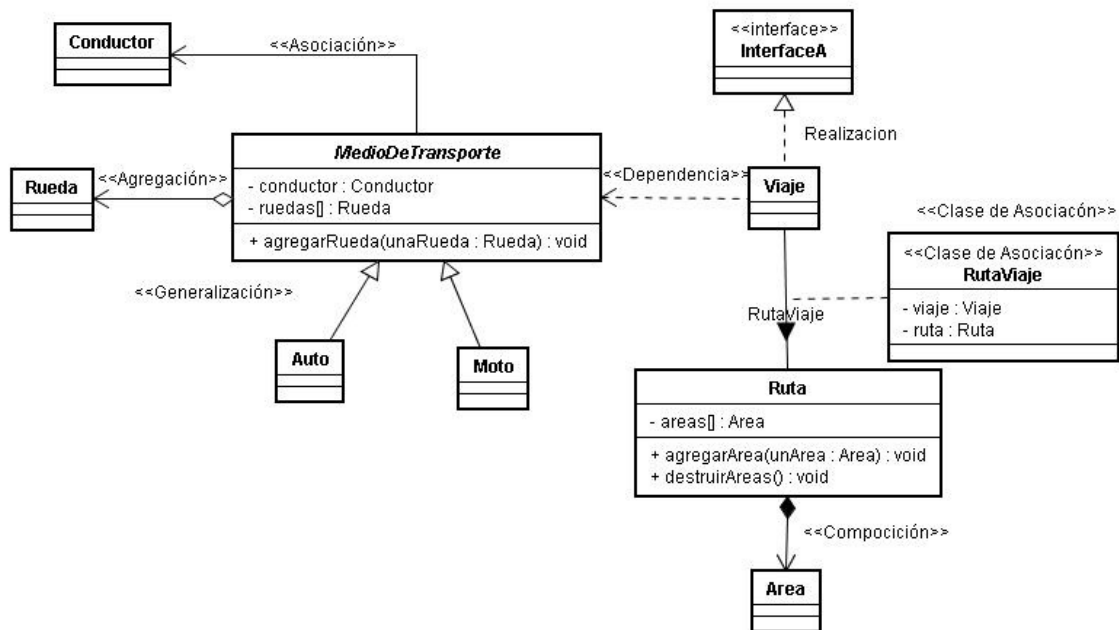 Conductor
<<Asociación>>
<<interface>>
InterfaceA
Realizacion
MedioDeTransporte
- conductor : Conductor
- ruedas[] : Rueda
+ agregarRueda(unaRueda : Rueda) : void
Rueda
<<Agregación>>
<<Dependencia>>
Viaje
<<Clase de Asociacón>>
<<Clase de Asociacón>>
RutaViaje
- viaje : Viaje
- ruta : Ruta
<<Generalización>>
RutaViaje
Auto
Moto
Ruta
- areas[] : Area
+ agregarArea(unArea : Area) : void
+ destruirAreas() : void
<<Compocición>>
Area